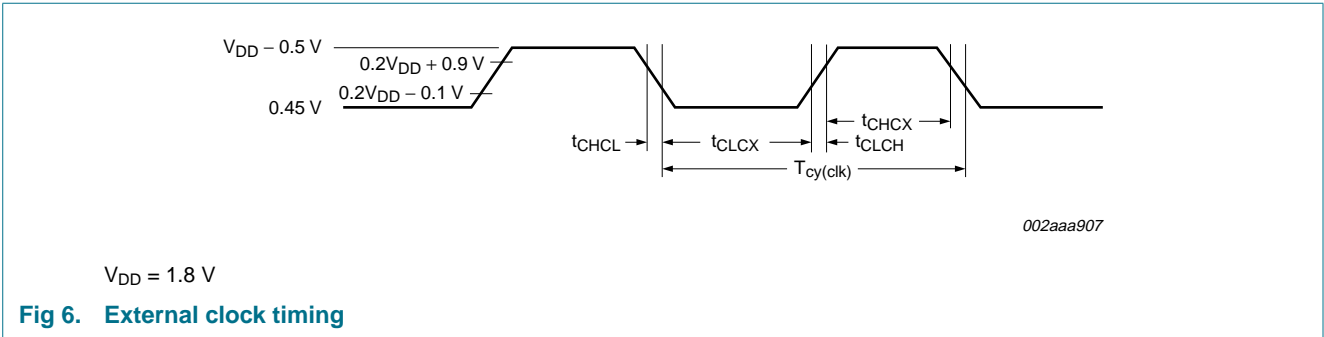 VDD − 0.5 V
0.2VDD + 0.9 V
0.2VDD − 0.1 V
0.45 V
tCHCX
tCHCL
tCLCX
tCLCH
Tcy(clk)
002aaa907
VDD = 1.8 V
Fig 6. External clock timing